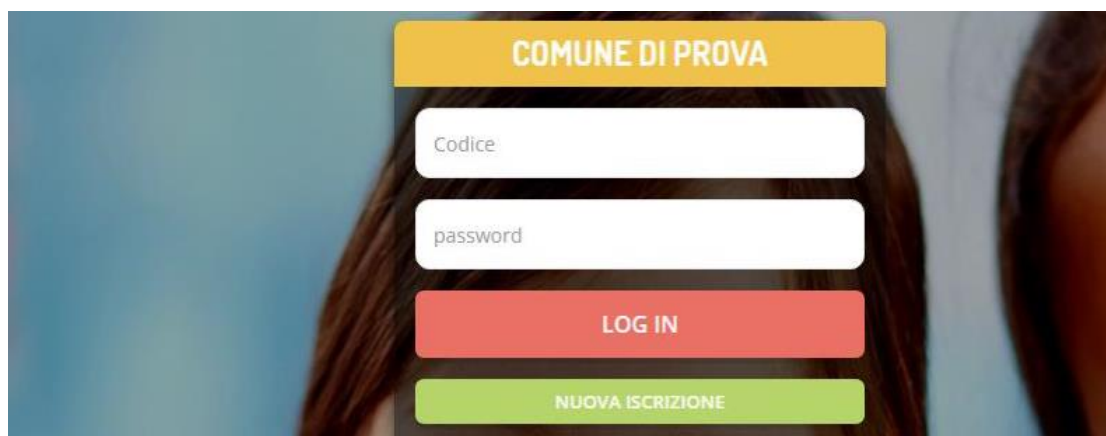 COMUNE DI PROVA
Codice
password
LOG IN
NUOVA ISCRIZIONE